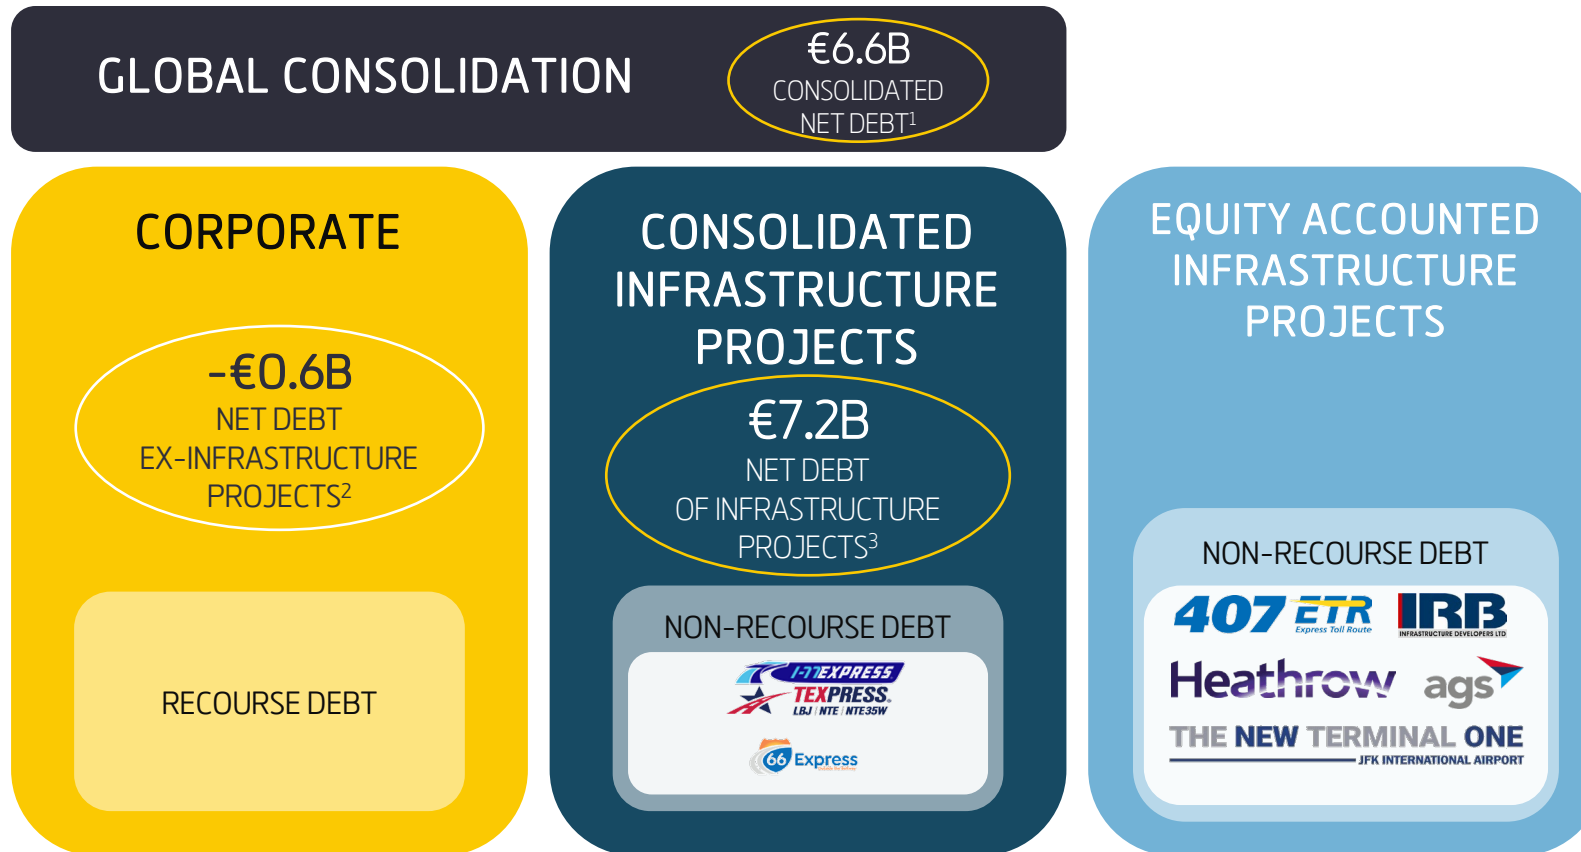 GLOBAL CONSOLIDATION
€6.6B
CONSOLIDATED
NET DEBT¹
CORPORATE
-€0.6B
NET DEBT
EX-INFRASTRUCTURE
PROJECTS²
RECOURSE DEBT
CONSOLIDATED
INFRASTRUCTURE
PROJECTS
€7.2B
NET DEBT
OF INFRASTRUCTURE
PROJECTS³
NON-RECOURSE DEBT
I-77 EXPRESS
TEXPRESS.
LBJ | NTE | NTE35W
66 Express
EQUITY ACCOUNTED
INFRASTRUCTURE
PROJECTS
NON-RECOURSE DEBT
407 ETR
Express Toll Route
IRB
INFRASTRUCTURE DEVELOPERS LTD
Heathrow
ags
THE NEW TERMINAL ONE
JFK INTERNATIONAL AIRPORT